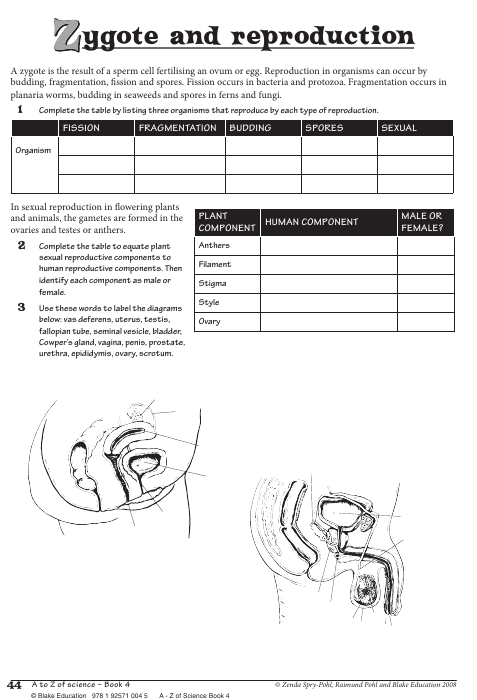 Zygote and reproduction
A zygote is the result of a sperm cell fertilising an ovum or egg. Reproduction in organisms can occur by
budding, fragmentation, fission and spores. Fission occurs in bacteria and protozoa. Fragmentation occurs in
planaria worms, budding in seaweeds and spores in ferns and fungi.
1 Complete the table by listing three organisms that reproduce by each type of reproduction.
FISSION FRAGMENTATION BUDDING SPORES SEXUAL
Organism
In sexual reproduction in flowering plants
and animals, the gametes are formed in the
ovaries and testes or anthers.
2 Complete the table to equate plant
sexual reproductive components to
human reproductive components. Then
identify each component as male or
female.
3 Use these words to label the diagrams
below: vas deferens, uterus, testis,
fallopian tube, seminal vesicle, bladder,
Cowper's gland, vagina, penis, prostate,
urethra, epididymis, ovary, scrotum.
PLANT COMPONENT HUMAN COMPONENT MALE OR FEMALE?
Anthers
Filament
Stigma
Style
Ovary
44 A to Z of science – Book 4 © Zenda Spry-Pohl, Raimund Pohl and Blake Education 2008
© Blake Education 978 1 92571 004 5 A - Z of Science Book 4